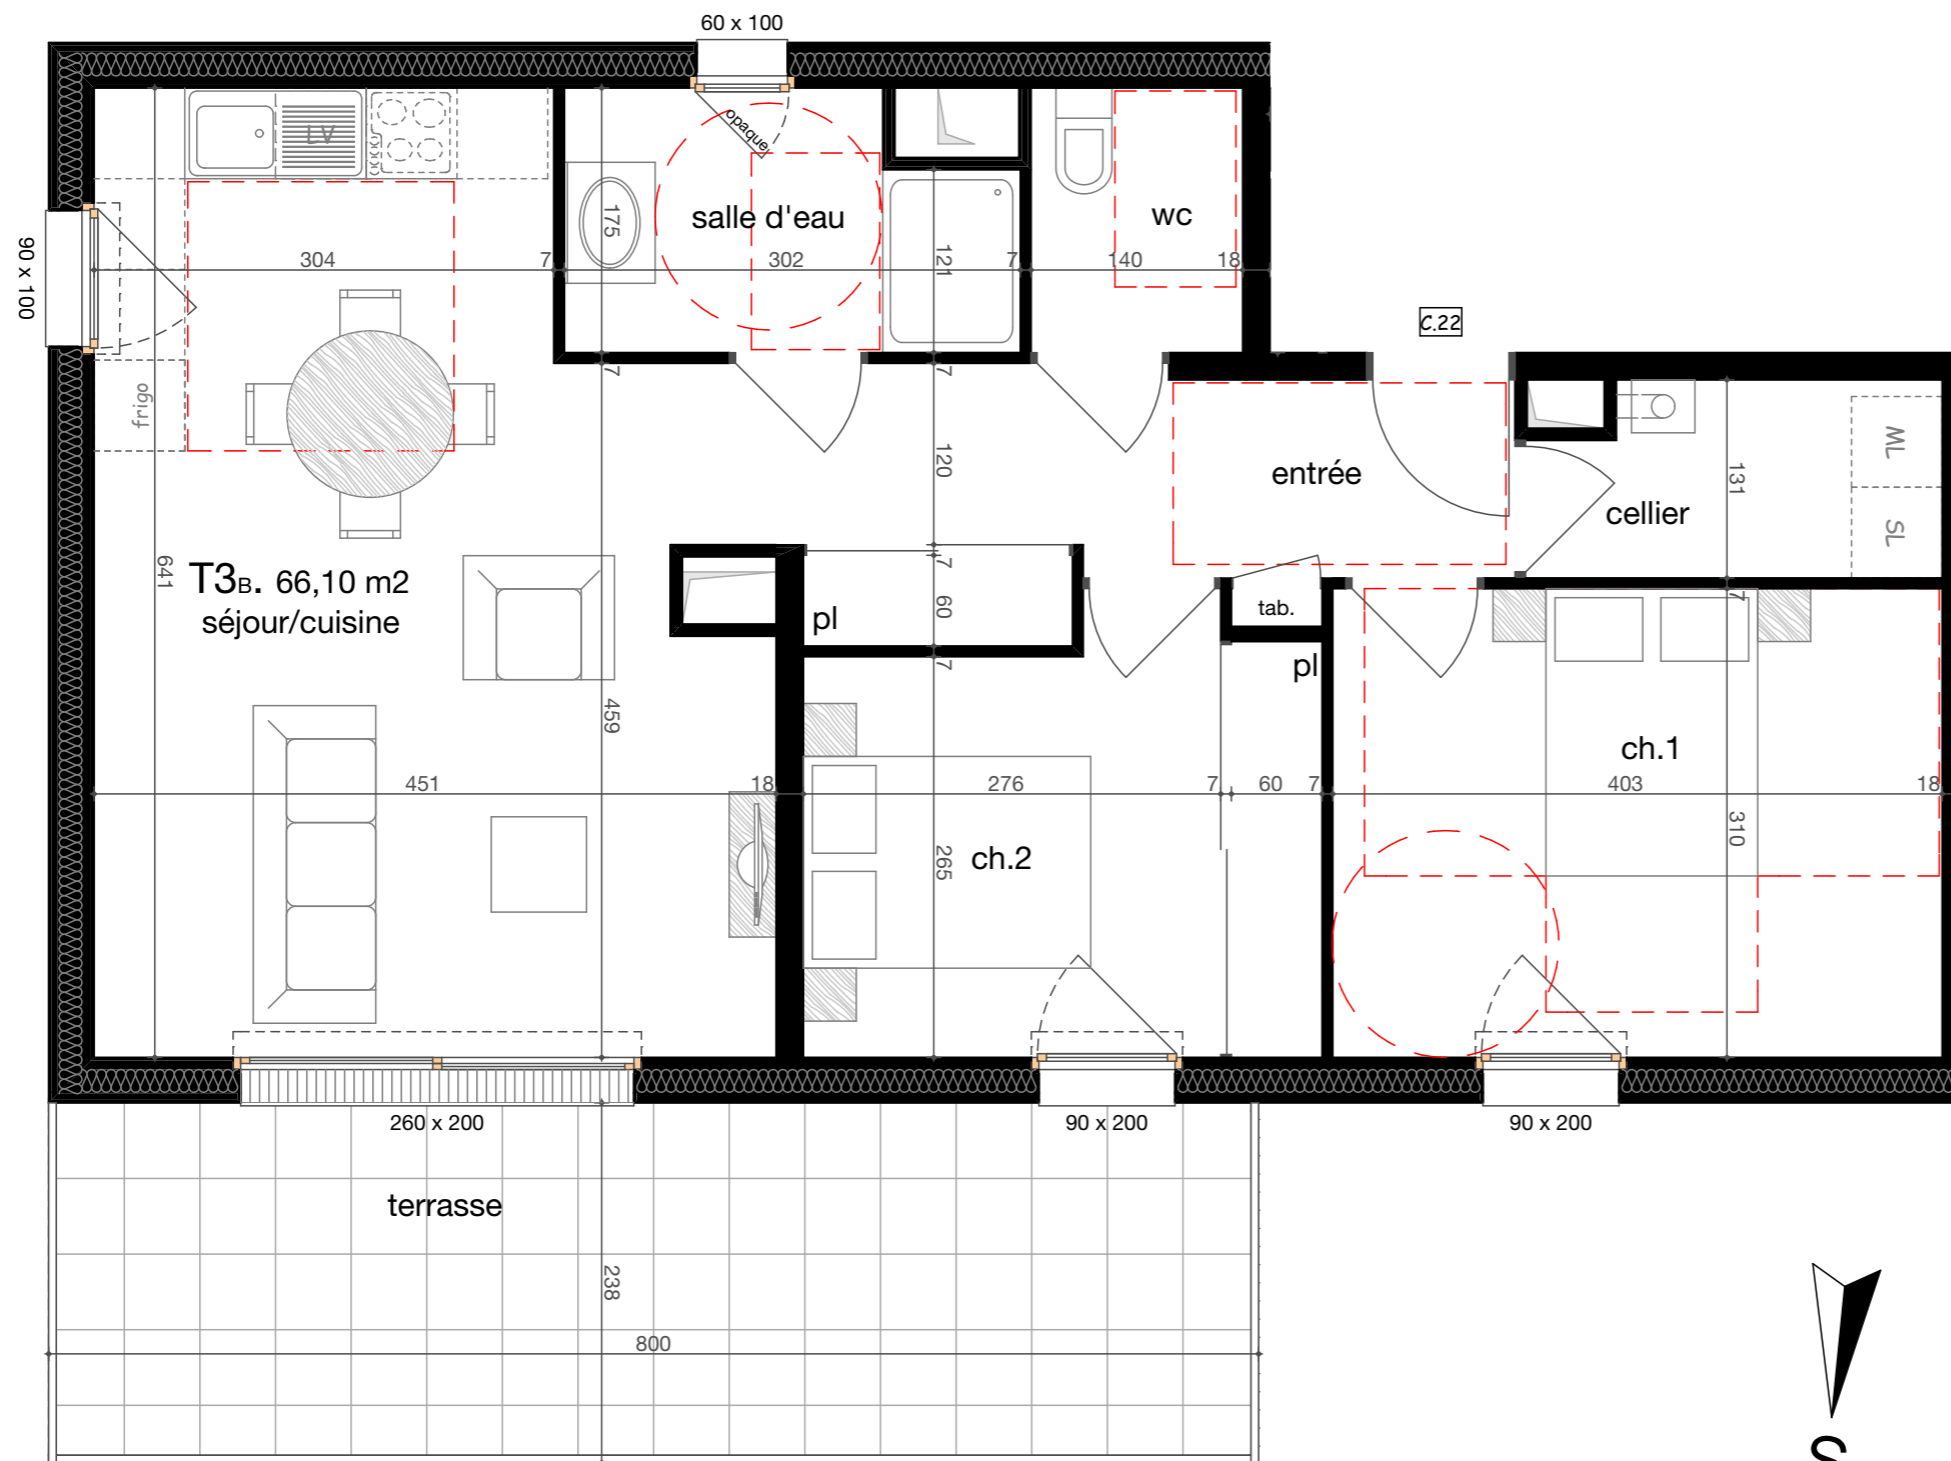 60 x 100
opaque
LV
175
salle d'eau
wc
90 x 100
304
7
302
121
7
140
18
C.22
frigo
7
7
120
entrée
131
cellier
ML
SL
641
T3B. 66,10 m2
séjour/cuisine
7
60
pl
tab.
7
7
pl
459
ch.1
451
18
276
7
60
7
403
18
310
265
ch.2
260 x 200
90 x 200
90 x 200
terrasse
238
800
S